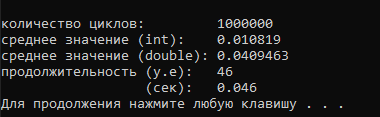 количество циклов: 1000000
среднее значение (int): 0.010819
среднее значение (double): 0.0409463
продолжительность (у.е): 46
(сек): 0.046
Для продолжения нажмите любую клавишу . . .